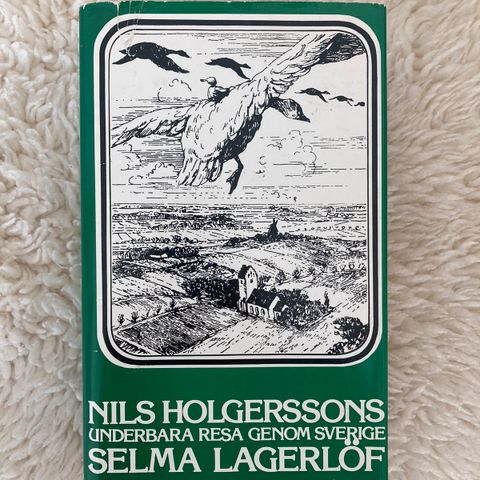 NILS HOLGERSSONS
UNDERBARA RESA GENOM SVERIGE
SELMA LAGERLÖF